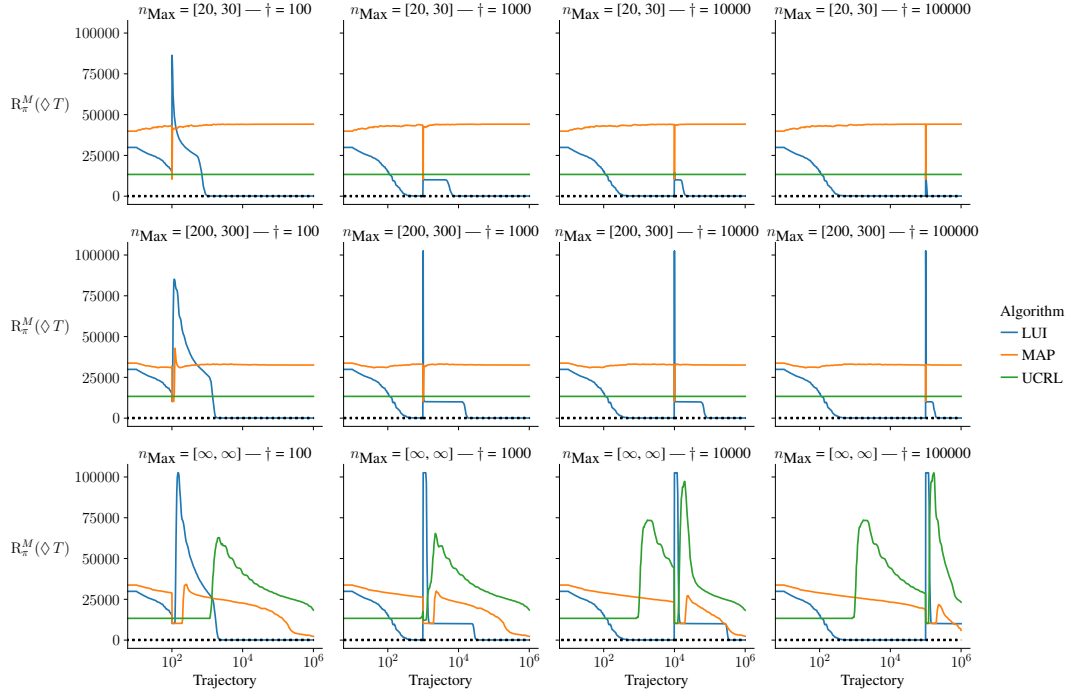 n_Max = [20, 30] — † = 100
n_Max = [20, 30] — † = 1000
n_Max = [20, 30] — † = 10000
n_Max = [20, 30] — † = 100000
100000
75000
50000
25000
0
R_π^M(◊T)
n_Max = [200, 300] — † = 100
n_Max = [200, 300] — † = 1000
n_Max = [200, 300] — † = 10000
n_Max = [200, 300] — † = 100000
100000
75000
50000
25000
0
R_π^M(◊T)
Algorithm
LUI
MAP
UCRL
n_Max = [∞, ∞] — † = 100
n_Max = [∞, ∞] — † = 1000
n_Max = [∞, ∞] — † = 10000
n_Max = [∞, ∞] — † = 100000
100000
75000
50000
25000
0
R_π^M(◊T)
10^2 10^4 10^6
10^2 10^4 10^6
10^2 10^4 10^6
10^2 10^4 10^6
Trajectory
Trajectory
Trajectory
Trajectory